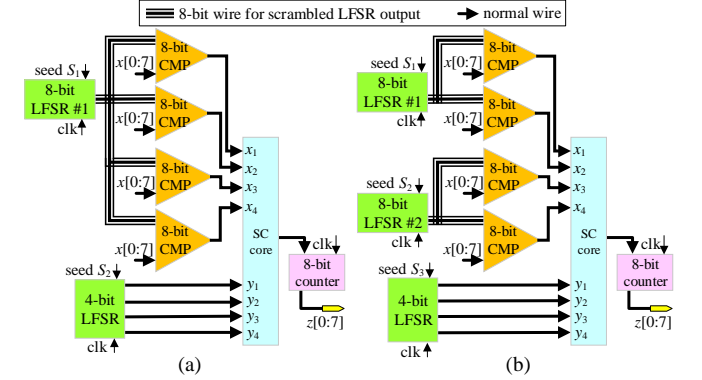 8-bit wire for scrambled LFSR output normal wire
seed S1
8-bit
LFSR #1
clk
x[0:7]
8-bit
CMP
x[0:7]
8-bit
CMP
x[0:7]
8-bit
CMP
x[0:7]
8-bit
CMP
x1
x2
x3
x4
SC
core
y1
y2
y3
y4
seed S2
4-bit
LFSR
clk
clk
8-bit
counter
z[0:7]
(a)
seed S1
8-bit
LFSR #1
clk
x[0:7]
8-bit
CMP
x[0:7]
8-bit
CMP
seed S2
8-bit
LFSR #2
clk
x[0:7]
8-bit
CMP
x[0:7]
8-bit
CMP
x1
x2
x3
x4
SC
core
y1
y2
y3
y4
seed S3
4-bit
LFSR
clk
clk
8-bit
counter
z[0:7]
(b)